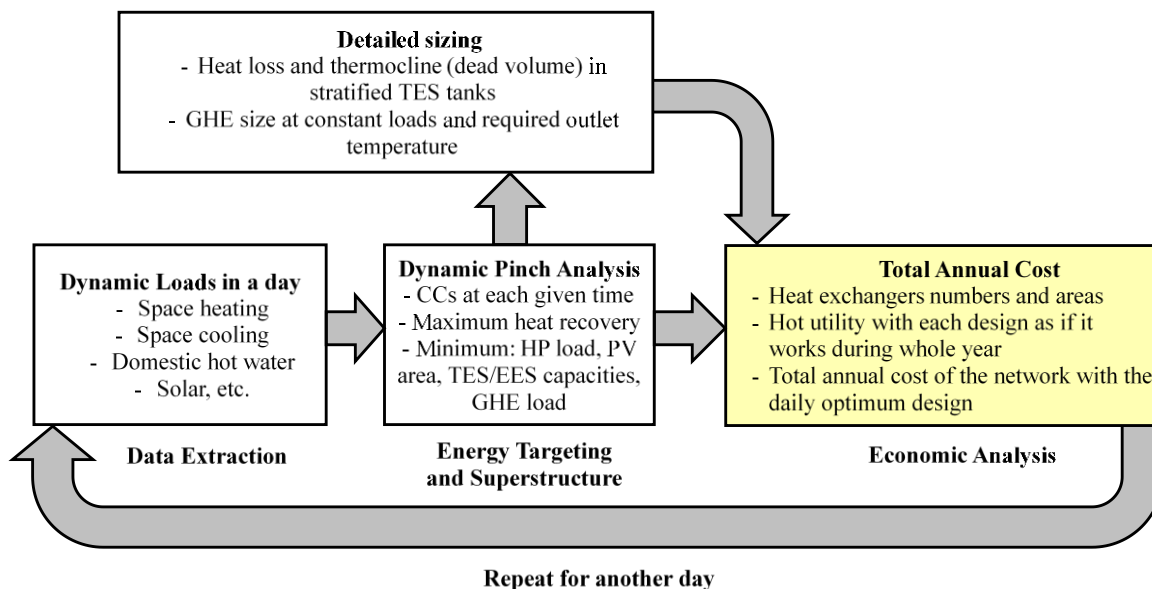 Detailed sizing
- Heat loss and thermocline (dead volume) in
stratified TES tanks
- GHE size at constant loads and required outlet
temperature
Dynamic Loads in a day
- Space heating
- Space cooling
- Domestic hot water
- Solar, etc.
Data Extraction
Dynamic Pinch Analysis
- CCs at each given time
- Maximum heat recovery
- Minimum: HP load, PV
area, TES/EES capacities,
GHE load
Energy Targeting
and Superstructure
Total Annual Cost
- Heat exchangers numbers and areas
- Hot utility with each design as if it
works during whole year
- Total annual cost of the network with the
daily optimum design
Economic Analysis
Repeat for another day